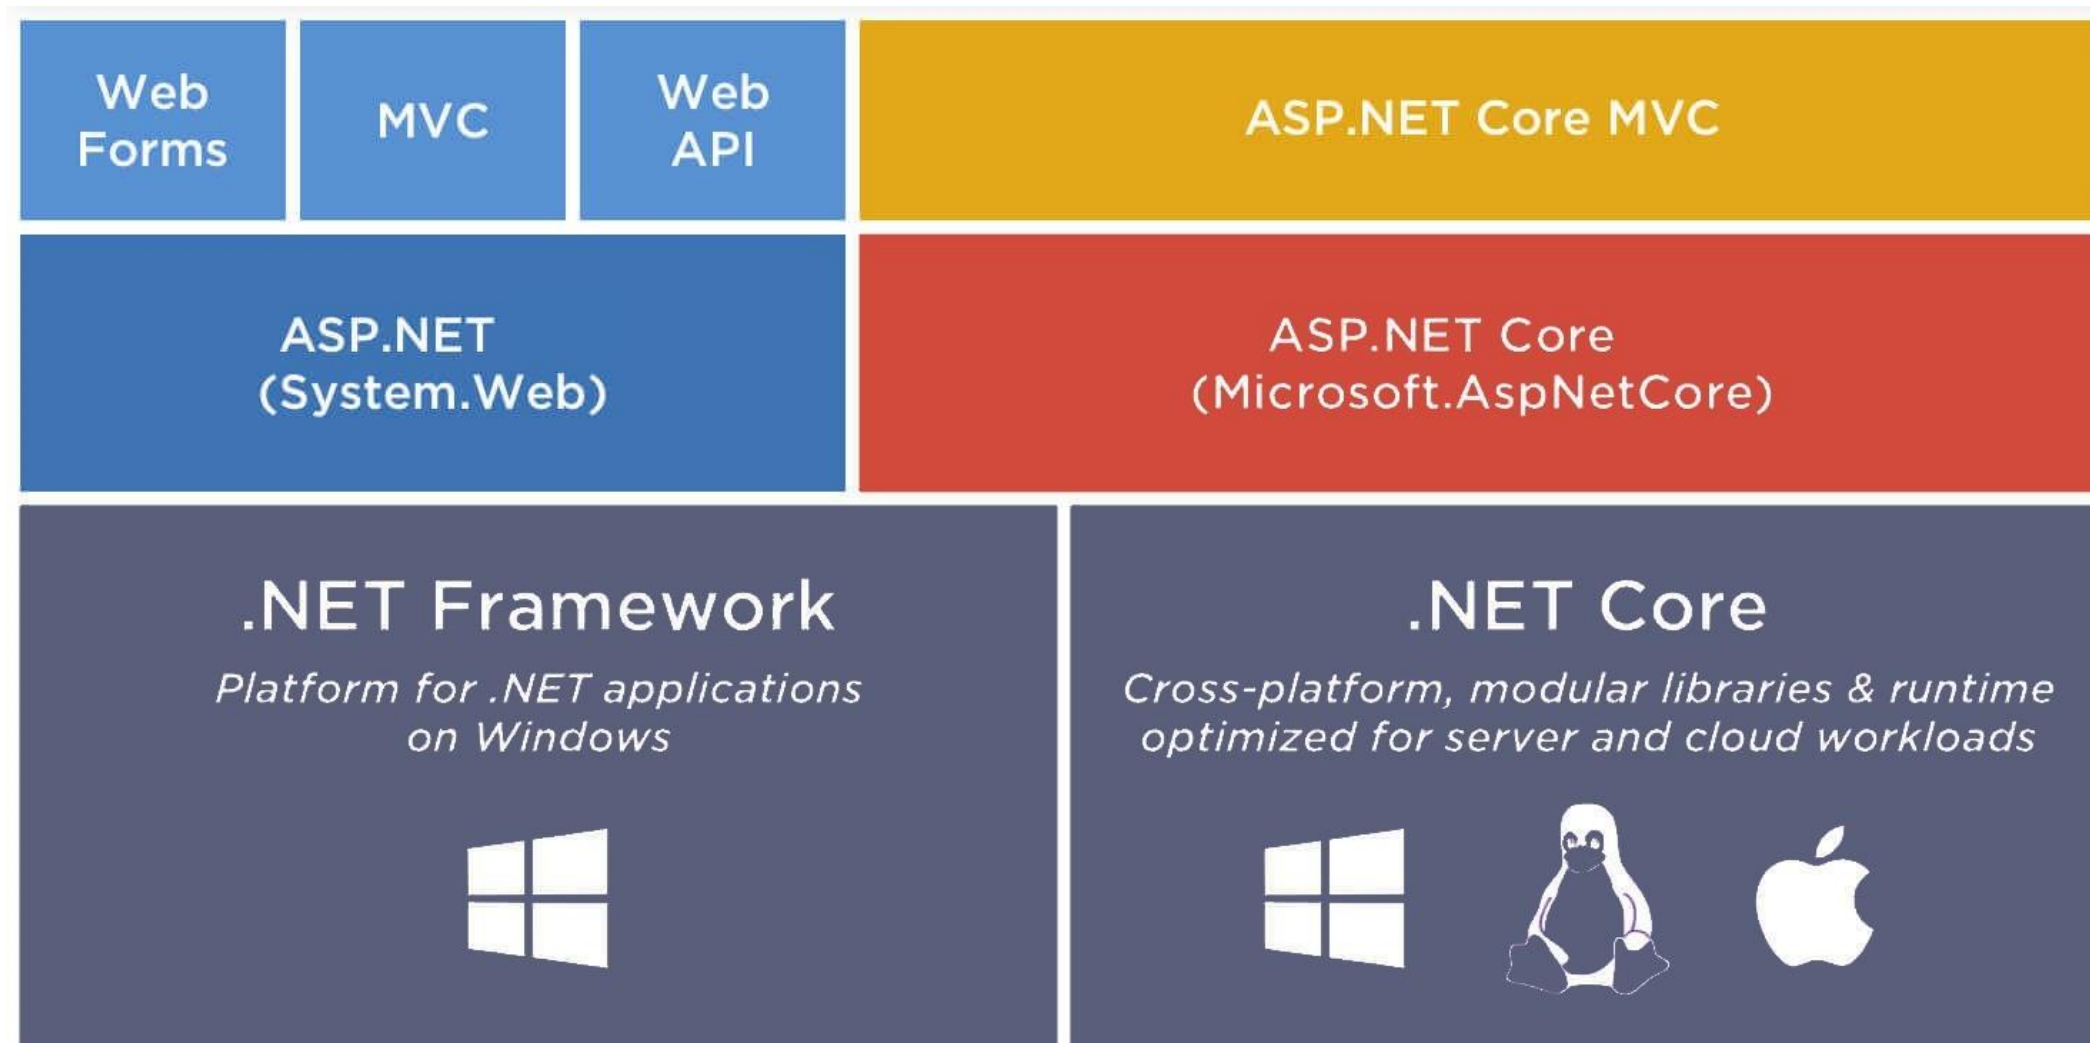 Web
Forms
MVC
Web
API
ASP.NET Core MVC
ASP.NET
(System.Web)
ASP.NET Core
(Microsoft.AspNetCore)
.NET Framework
Platform for .NET applications
on Windows
.NET Core
Cross-platform, modular libraries & runtime
optimized for server and cloud workloads